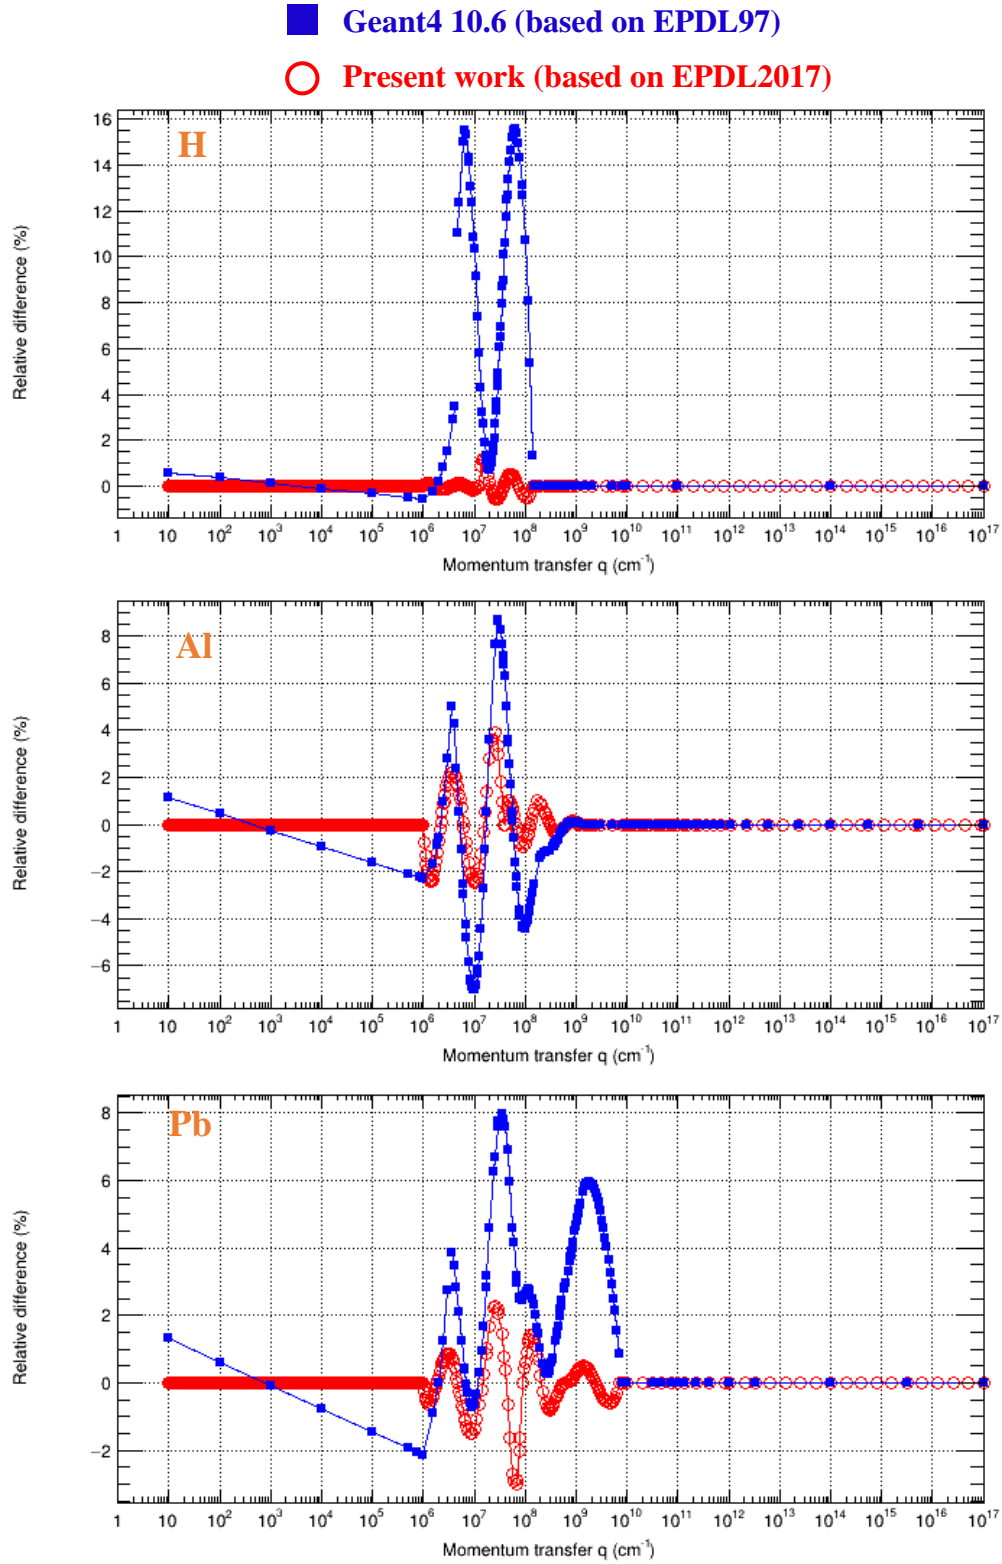 Geant4 10.6 (based on EPDL97)
Present work (based on EPDL2017)
H
Relative difference (%)
16
14
12
10
8
6
4
2
0
1 10 10² 10³ 10⁴ 10⁵ 10⁶ 10⁷ 10⁸ 10⁹ 10¹⁰ 10¹¹ 10¹² 10¹³ 10¹⁴ 10¹⁵ 10¹⁶ 10¹⁷
Momentum transfer q (cm⁻¹)
Al
Relative difference (%)
8
6
4
2
0
−2
−4
−6
1 10 10² 10³ 10⁴ 10⁵ 10⁶ 10⁷ 10⁸ 10⁹ 10¹⁰ 10¹¹ 10¹² 10¹³ 10¹⁴ 10¹⁵ 10¹⁶ 10¹⁷
Momentum transfer q (cm⁻¹)
Pb
Relative difference (%)
8
6
4
2
0
−2
1 10 10² 10³ 10⁴ 10⁵ 10⁶ 10⁷ 10⁸ 10⁹ 10¹⁰ 10¹¹ 10¹² 10¹³ 10¹⁴ 10¹⁵ 10¹⁶ 10¹⁷
Momentum transfer q (cm⁻¹)